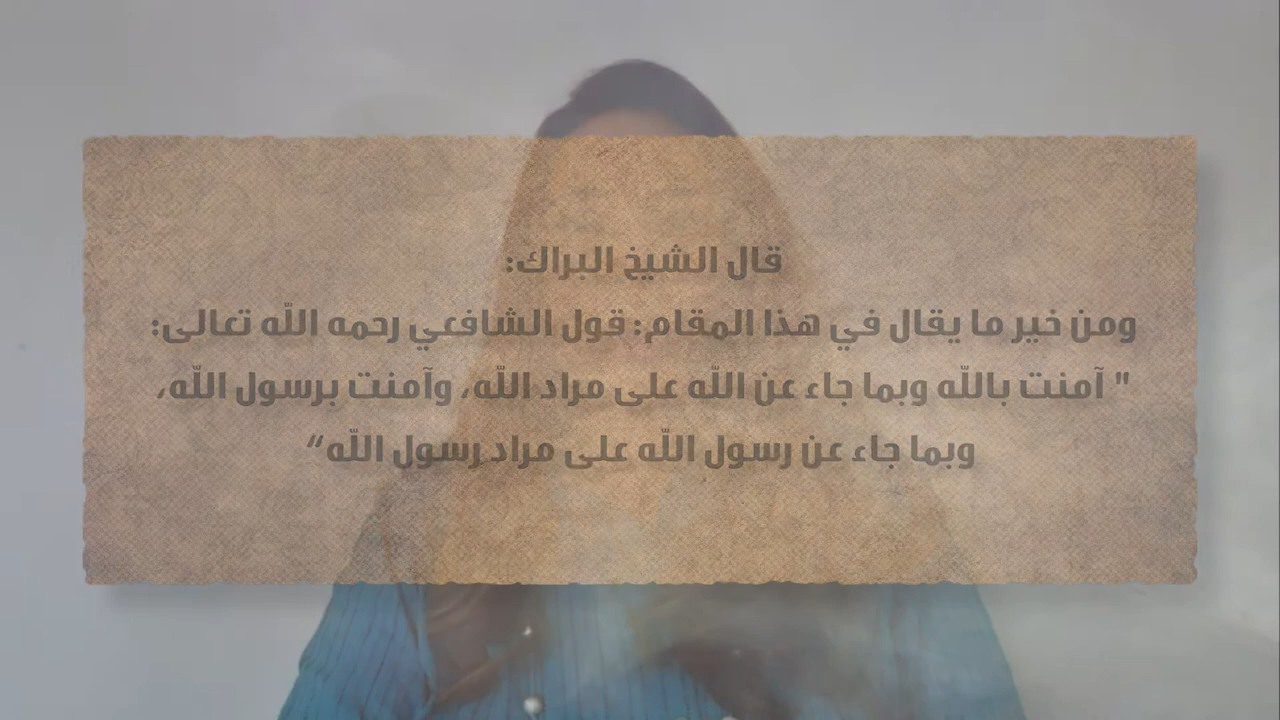 قال الشيخ البراك:
ومن خير ما يقال في هذا المقام: قول الشافعي رحمه الله تعالى:
" آمنت بالله وبما جاء عن الله على مراد الله، وآمنت برسول الله،
وبما جاء عن رسول الله على مراد رسول الله“